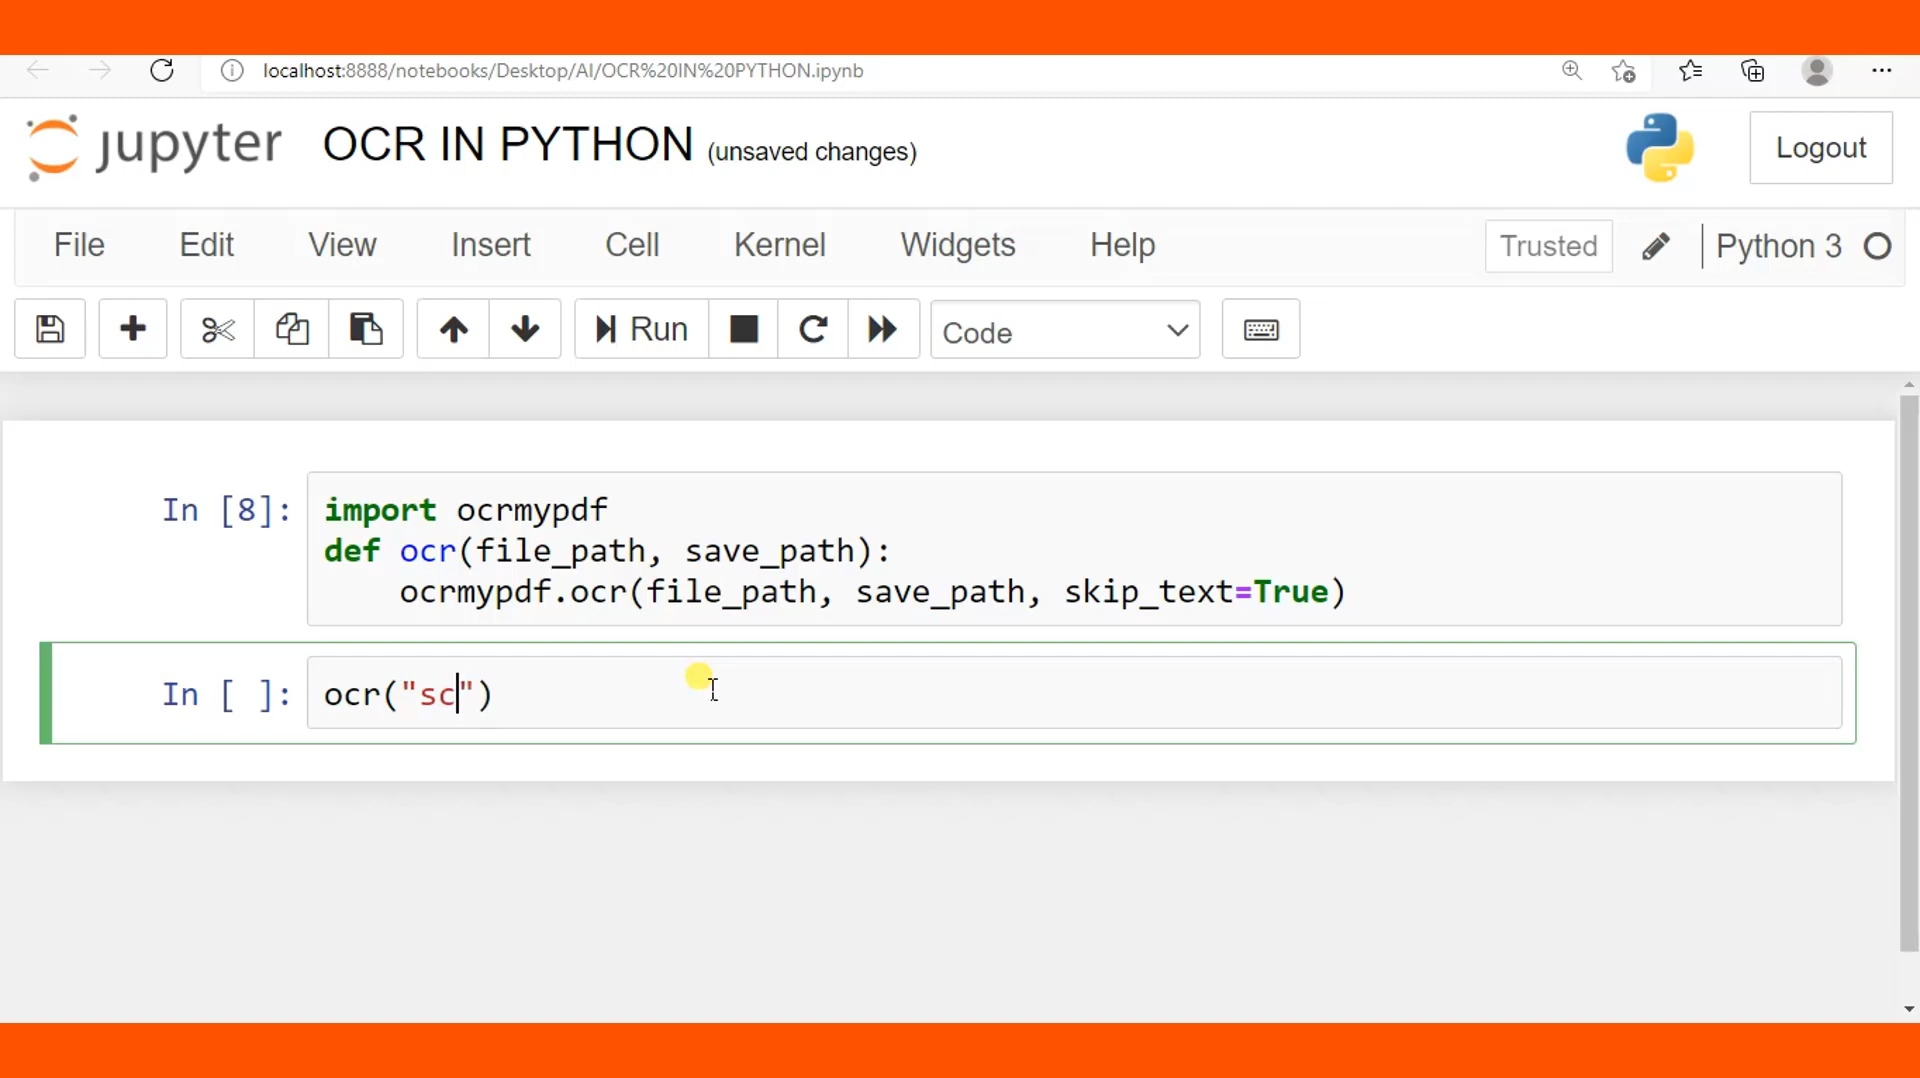 localhost:8888/notebooks/Desktop/AI/OCR%20IN%20PYTHON.ipynb
jupyter OCR IN PYTHON (unsaved changes) Logout
File Edit View Insert Cell Kernel Widgets Help Trusted Python 3
Run Code
In [8]: import ocrmypdf
def ocr(file_path, save_path):
    ocrmypdf.ocr(file_path, save_path, skip_text=True)
In [ ]: ocr("sc")